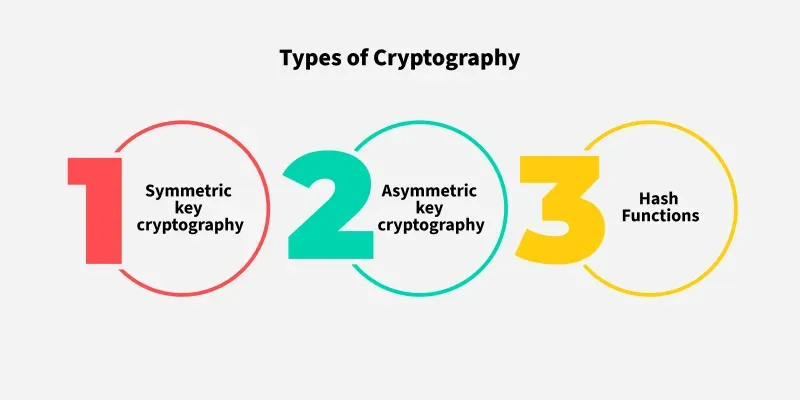 Types of Cryptography
1
Symmetric
key
cryptography
2
Asymmetric
key
cryptography
3
Hash
Functions